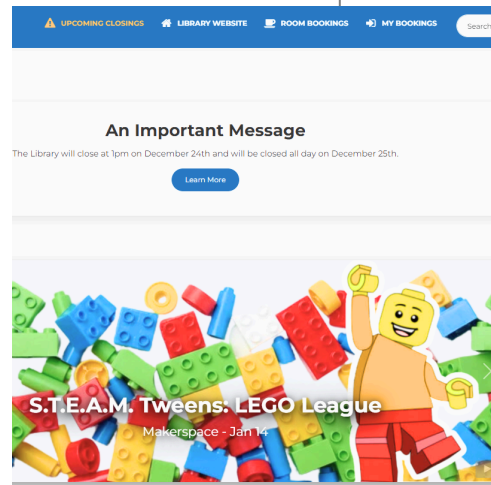 UPCOMING CLOSINGS LIBRARY WEBSITE ROOM BOOKINGS MY BOOKINGS Search
An Important Message
The Library will close at 1pm on December 24th and will be closed all day on December 25th.
Learn More
S.T.E.A.M. Tweens: LEGO League
Makerspace - Jan 14